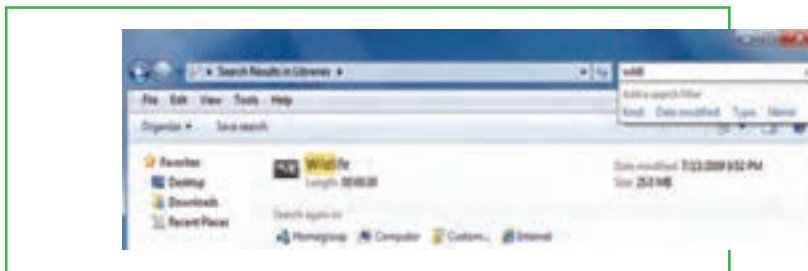 Search Results in Libraries
wildl
File Edit View Tools Help
Add a search filter
Kind: Date modified: Type: Name:
Organize Save search
Favorites
Desktop
Downloads
Recent Places
Wildlife
Length: 00:00:30
Date modified: 7/13/2009 9:52 PM
Size: 25.0 MB
Search again in:
Homegroup Computer Custom... Internet